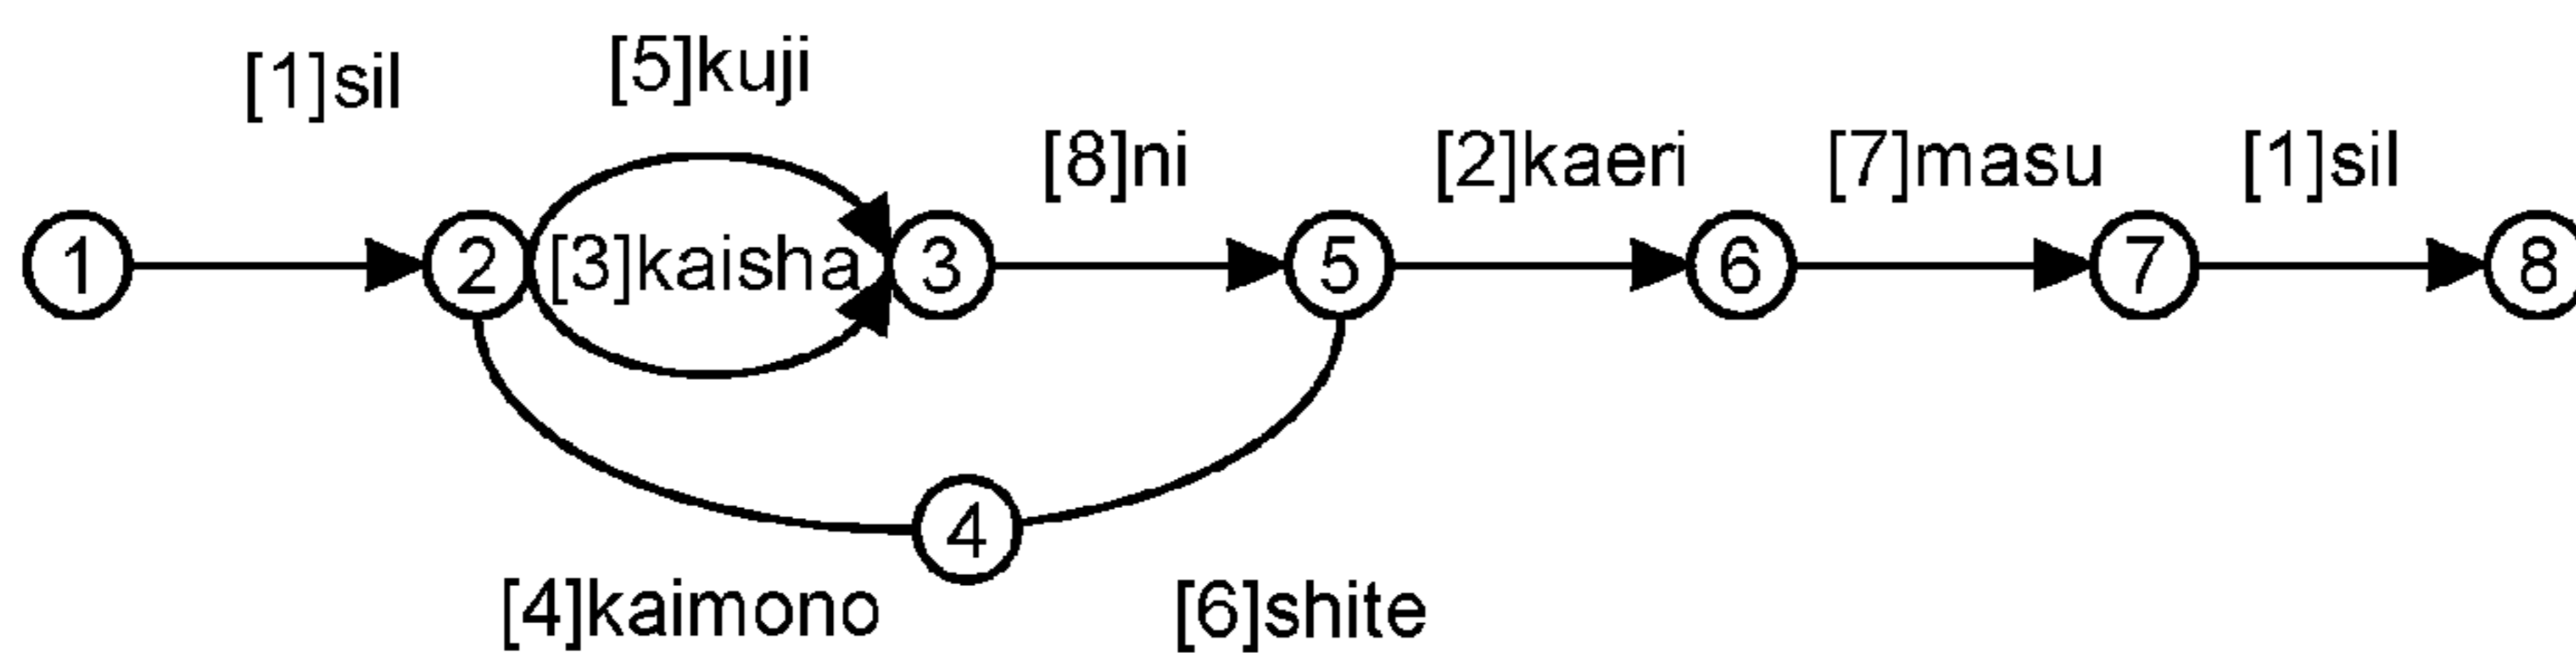 [1]sil
[5]kuji
[8]ni
[2]kaeri
[7]masu
[1]sil
1
2
[3]kaisha
3
5
6
7
8
4
[4]kaimono
[6]shite